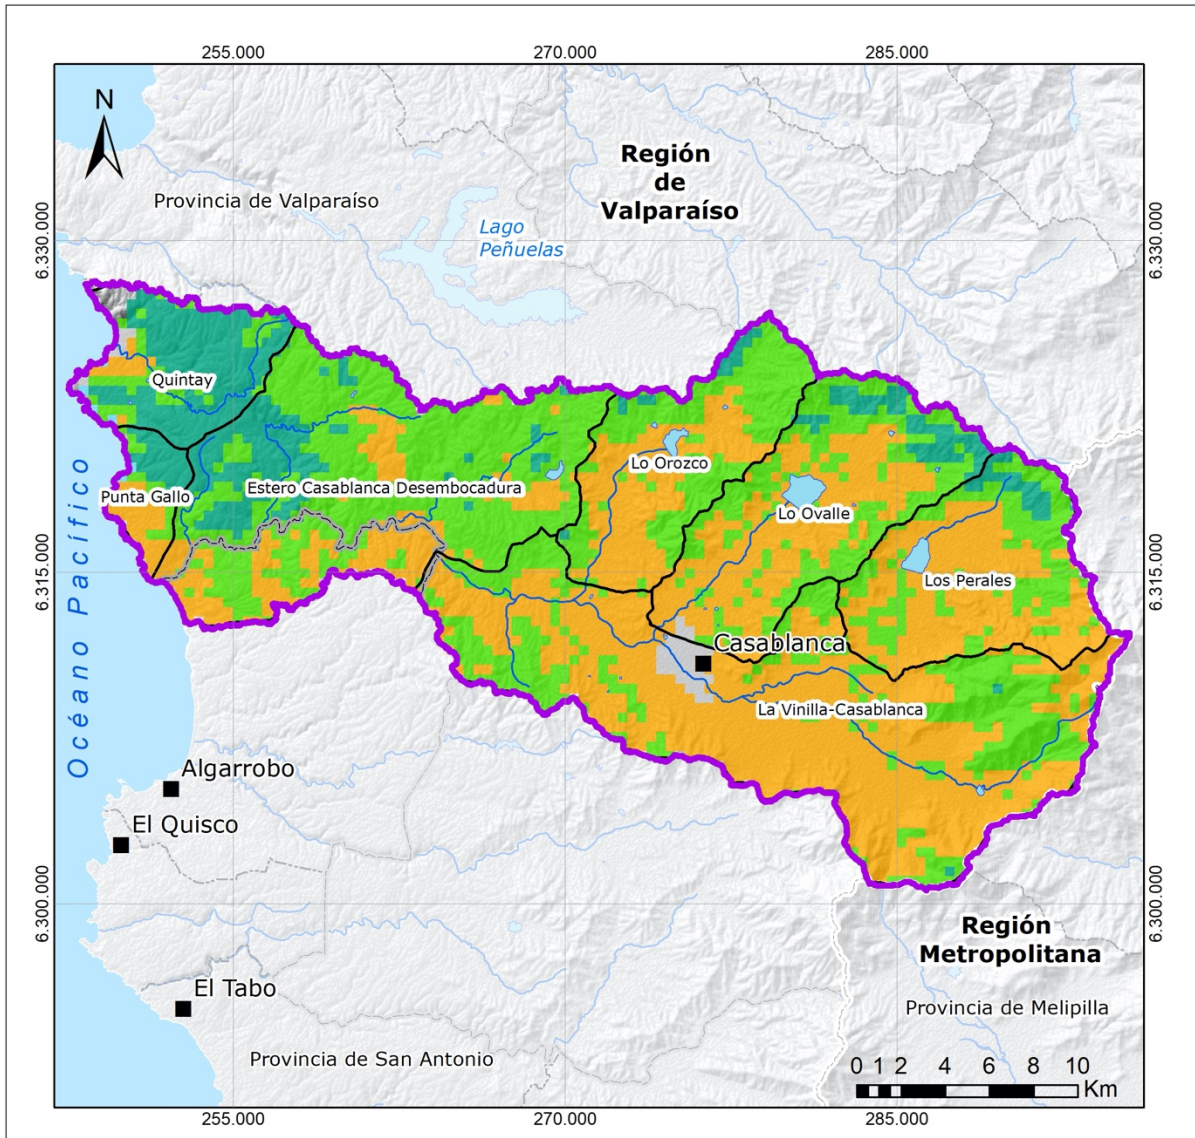 255.000
270.000
285.000
N
Región
de
Valparaíso
Provincia de Valparaíso
Lago
Peñuelas
6.330.000
6.330.000
Quintay
Lo Orozco
Punta Gallo
Estero Casablanca Desembocadura
Lo Ovalle
Los Perales
6.315.000
6.315.000
Casablanca
La Vinilla-Casablanca
Océano Pacífico
Algarrobo
El Quisco
6.300.000
6.300.000
Región
Metropolitana
El Tabo
Provincia de Melipilla
Provincia de San Antonio
0 1 2 4 6 8 10
Km
255.000
270.000
285.000